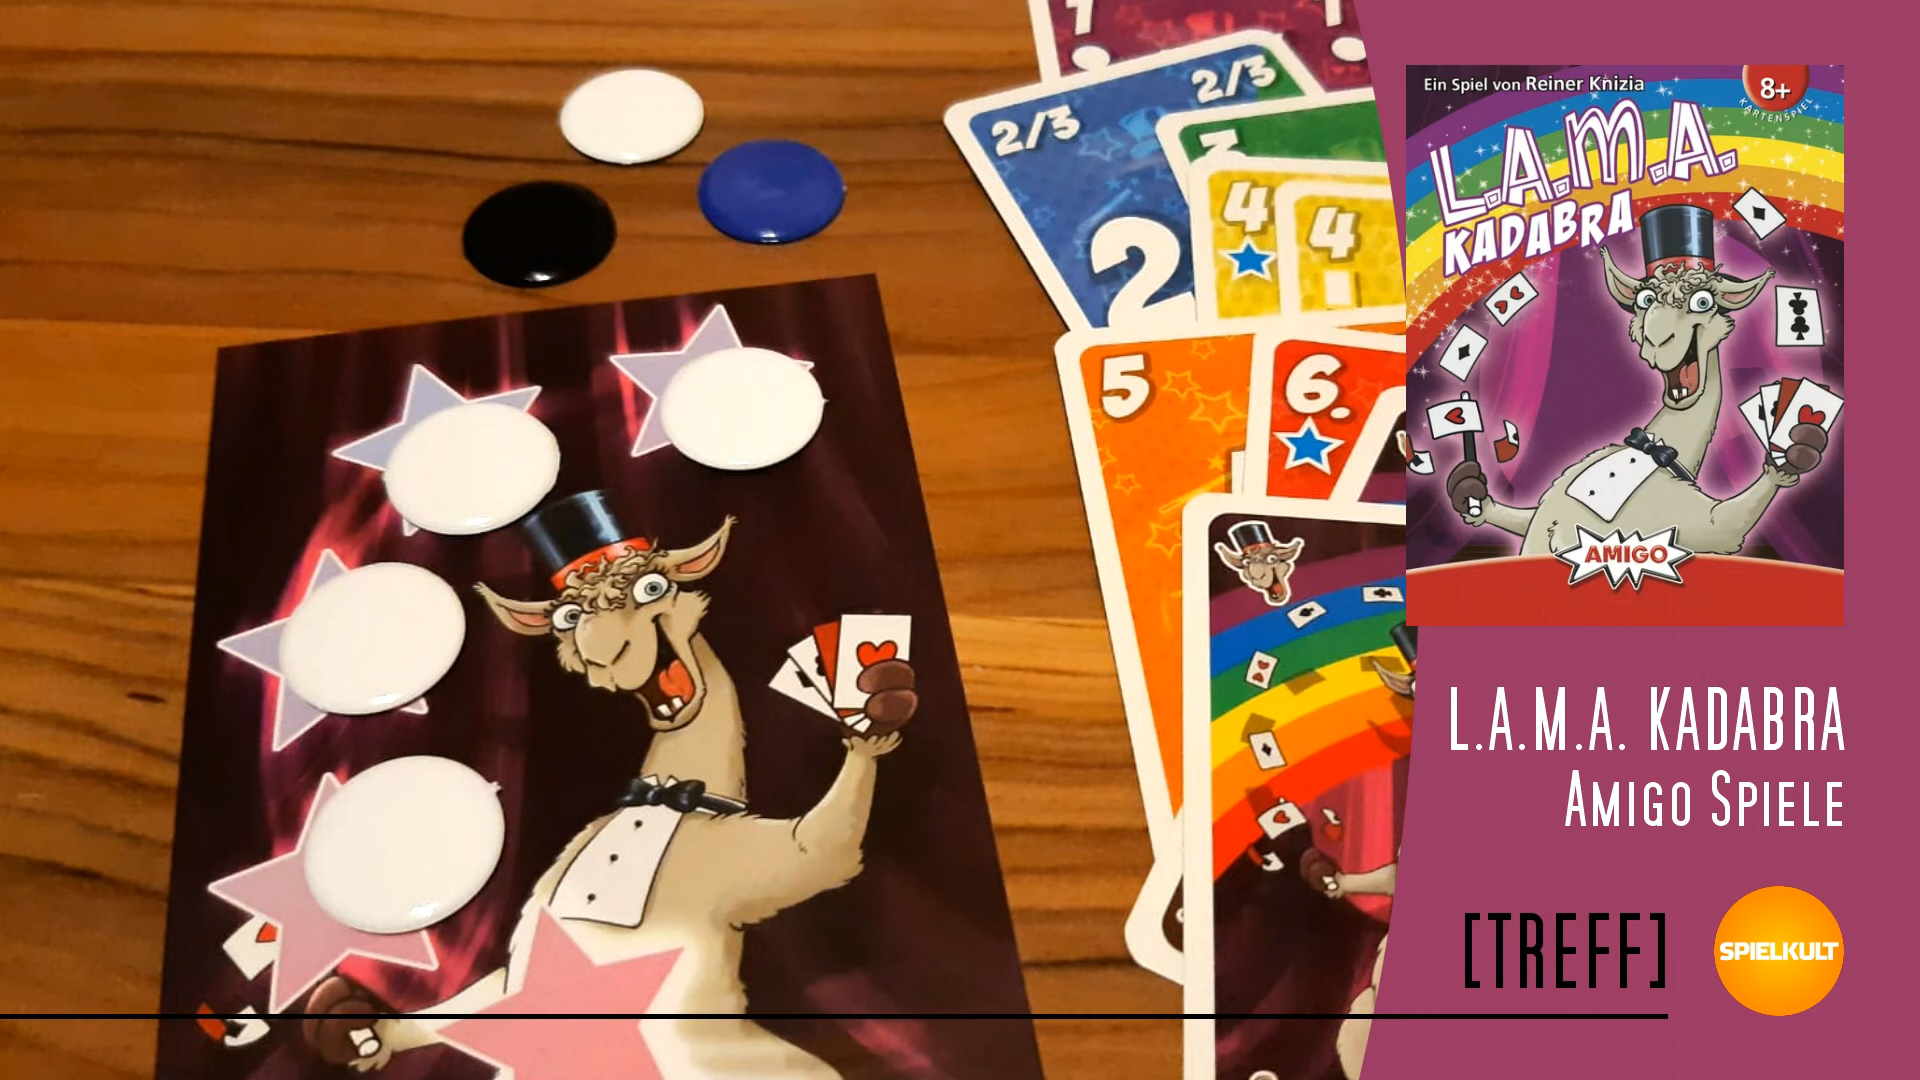 2/3
2/3
2
3
4
4
5
6.
Ein Spiel von Reiner Knizia
8+
KARTENSPIEL
L.A.M.A.
KADABRA
AMIGO
L.A.M.A. KADABRA
Amigo Spiele
[TREFF]
SPIELKULT